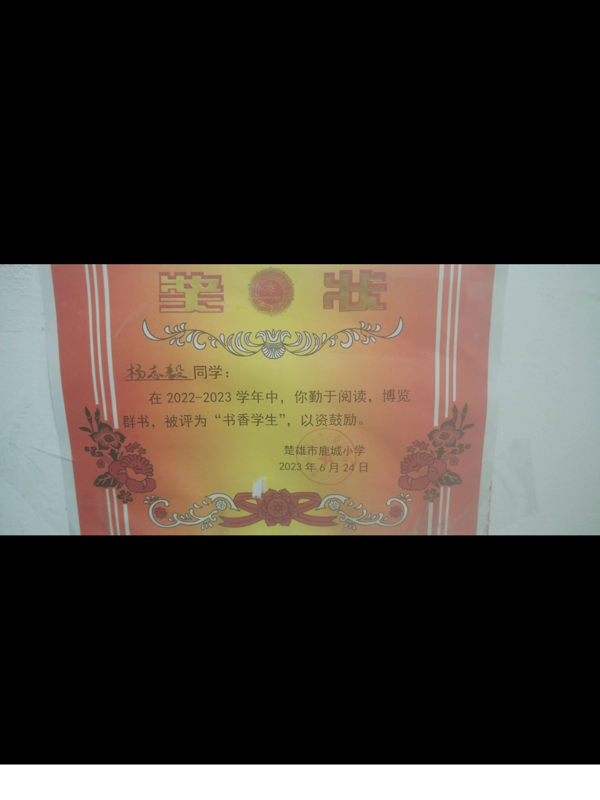 奖 状
杨志毅 同学：
在 2022-2023 学年中，你勤于阅读，博览
群书，被评为“书香学生”，以资鼓励。
楚雄市鹿城小学
2023 年 6 月 24 日